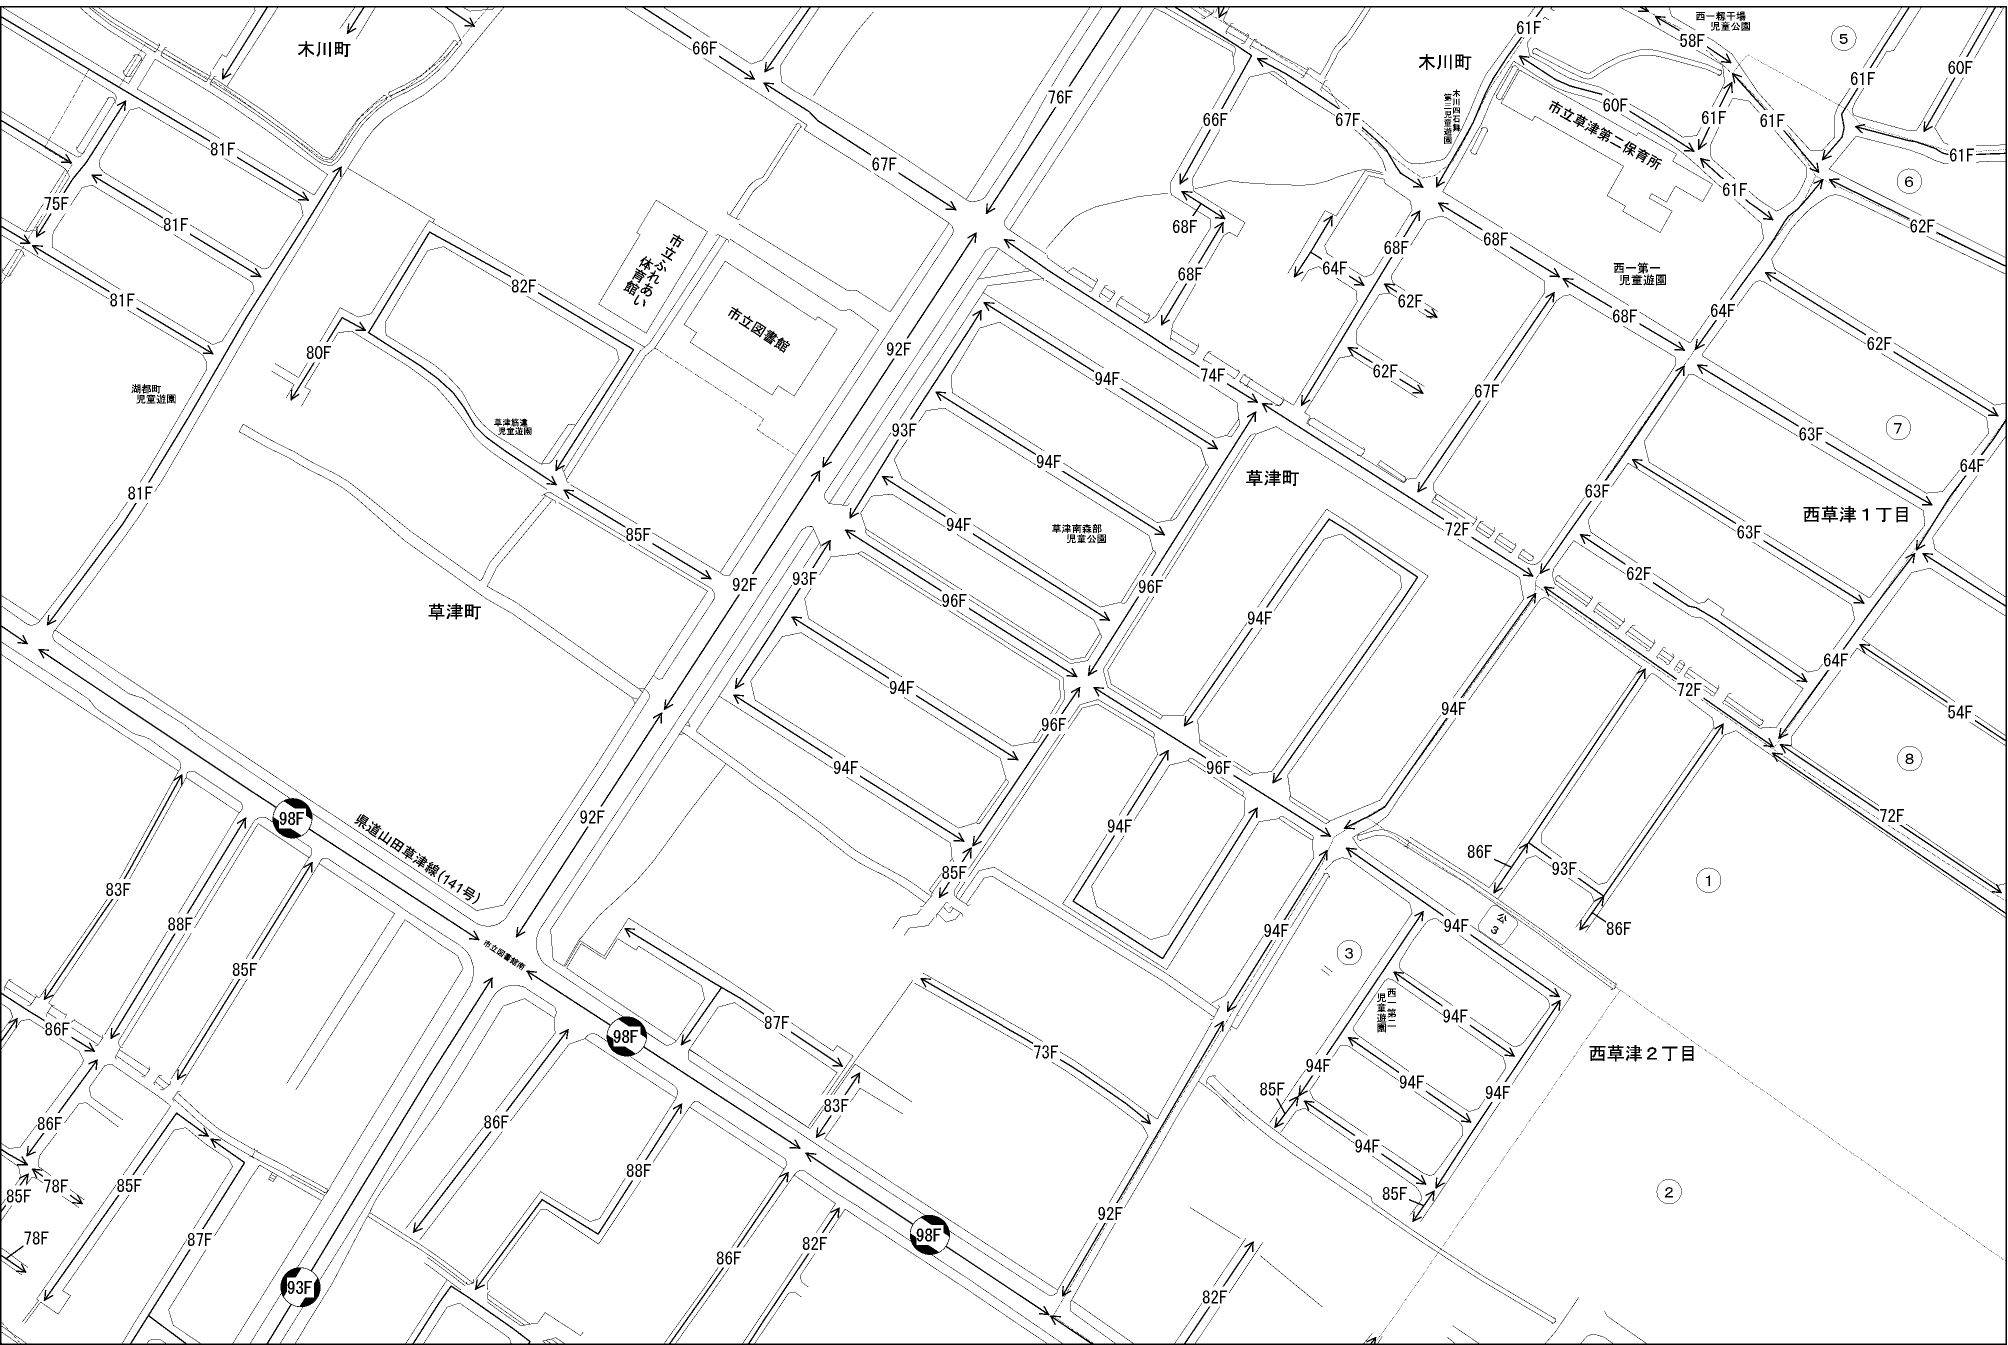 木川町
66F
76F
木川町
61F
58F
西一樋干場
児童公園
5
61F
60F
81F
67F
66F
67F
木川四石舞
第三児童遊園
60F
市立草津第二保育所
61F
61F
61F
75F
81F
61F
6
68F
68F
68F
62F
81F
82F
市立ふれあい
体育館
市立図書館
68F
64F
62F
西一第一
児童遊園
68F
64F
62F
80F
92F
94F
74F
62F
67F
湖都町
児童遊園
草津筋違
児童遊園
93F
94F
草津町
63F
7
64F
81F
85F
94F
草津南森部
児童公園
72F
63F
63F
西草津1丁目
92F
93F
96F
96F
62F
草津町
94F
94F
94F
96F
94F
72F
64F
54F
94F
96F
8
98F
県道山田草津線(141号)
92F
85F
94F
86F
93F
72F
1
83F
88F
85F
市立図書館南
94F
94F
公
3
86F
3
西一第二
児童遊園
86F
98F
87F
73F
94F
94F
94F
西草津2丁目
86F
86F
83F
85F
94F
94F
85F
78F
85F
88F
92F
85F
2
78F
87F
86F
82F
98F
93F
82F